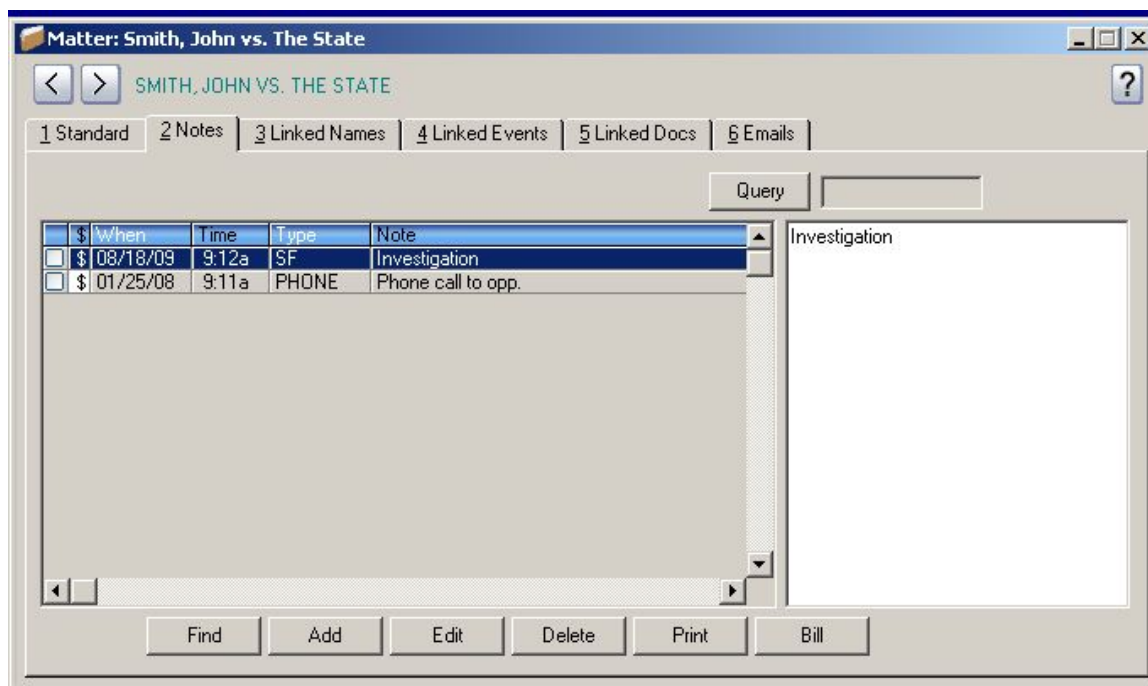 Matter: Smith, John vs. The State
< > SMITH, JOHN VS. THE STATE ?
1 Standard 2 Notes 3 Linked Names 4 Linked Events 5 Linked Docs 6 Emails
Query
$ When Time Type Note
$ 08/18/09 9:12a SF Investigation
$ 01/25/08 9:11a PHONE Phone call to opp.
Investigation
Find Add Edit Delete Print Bill